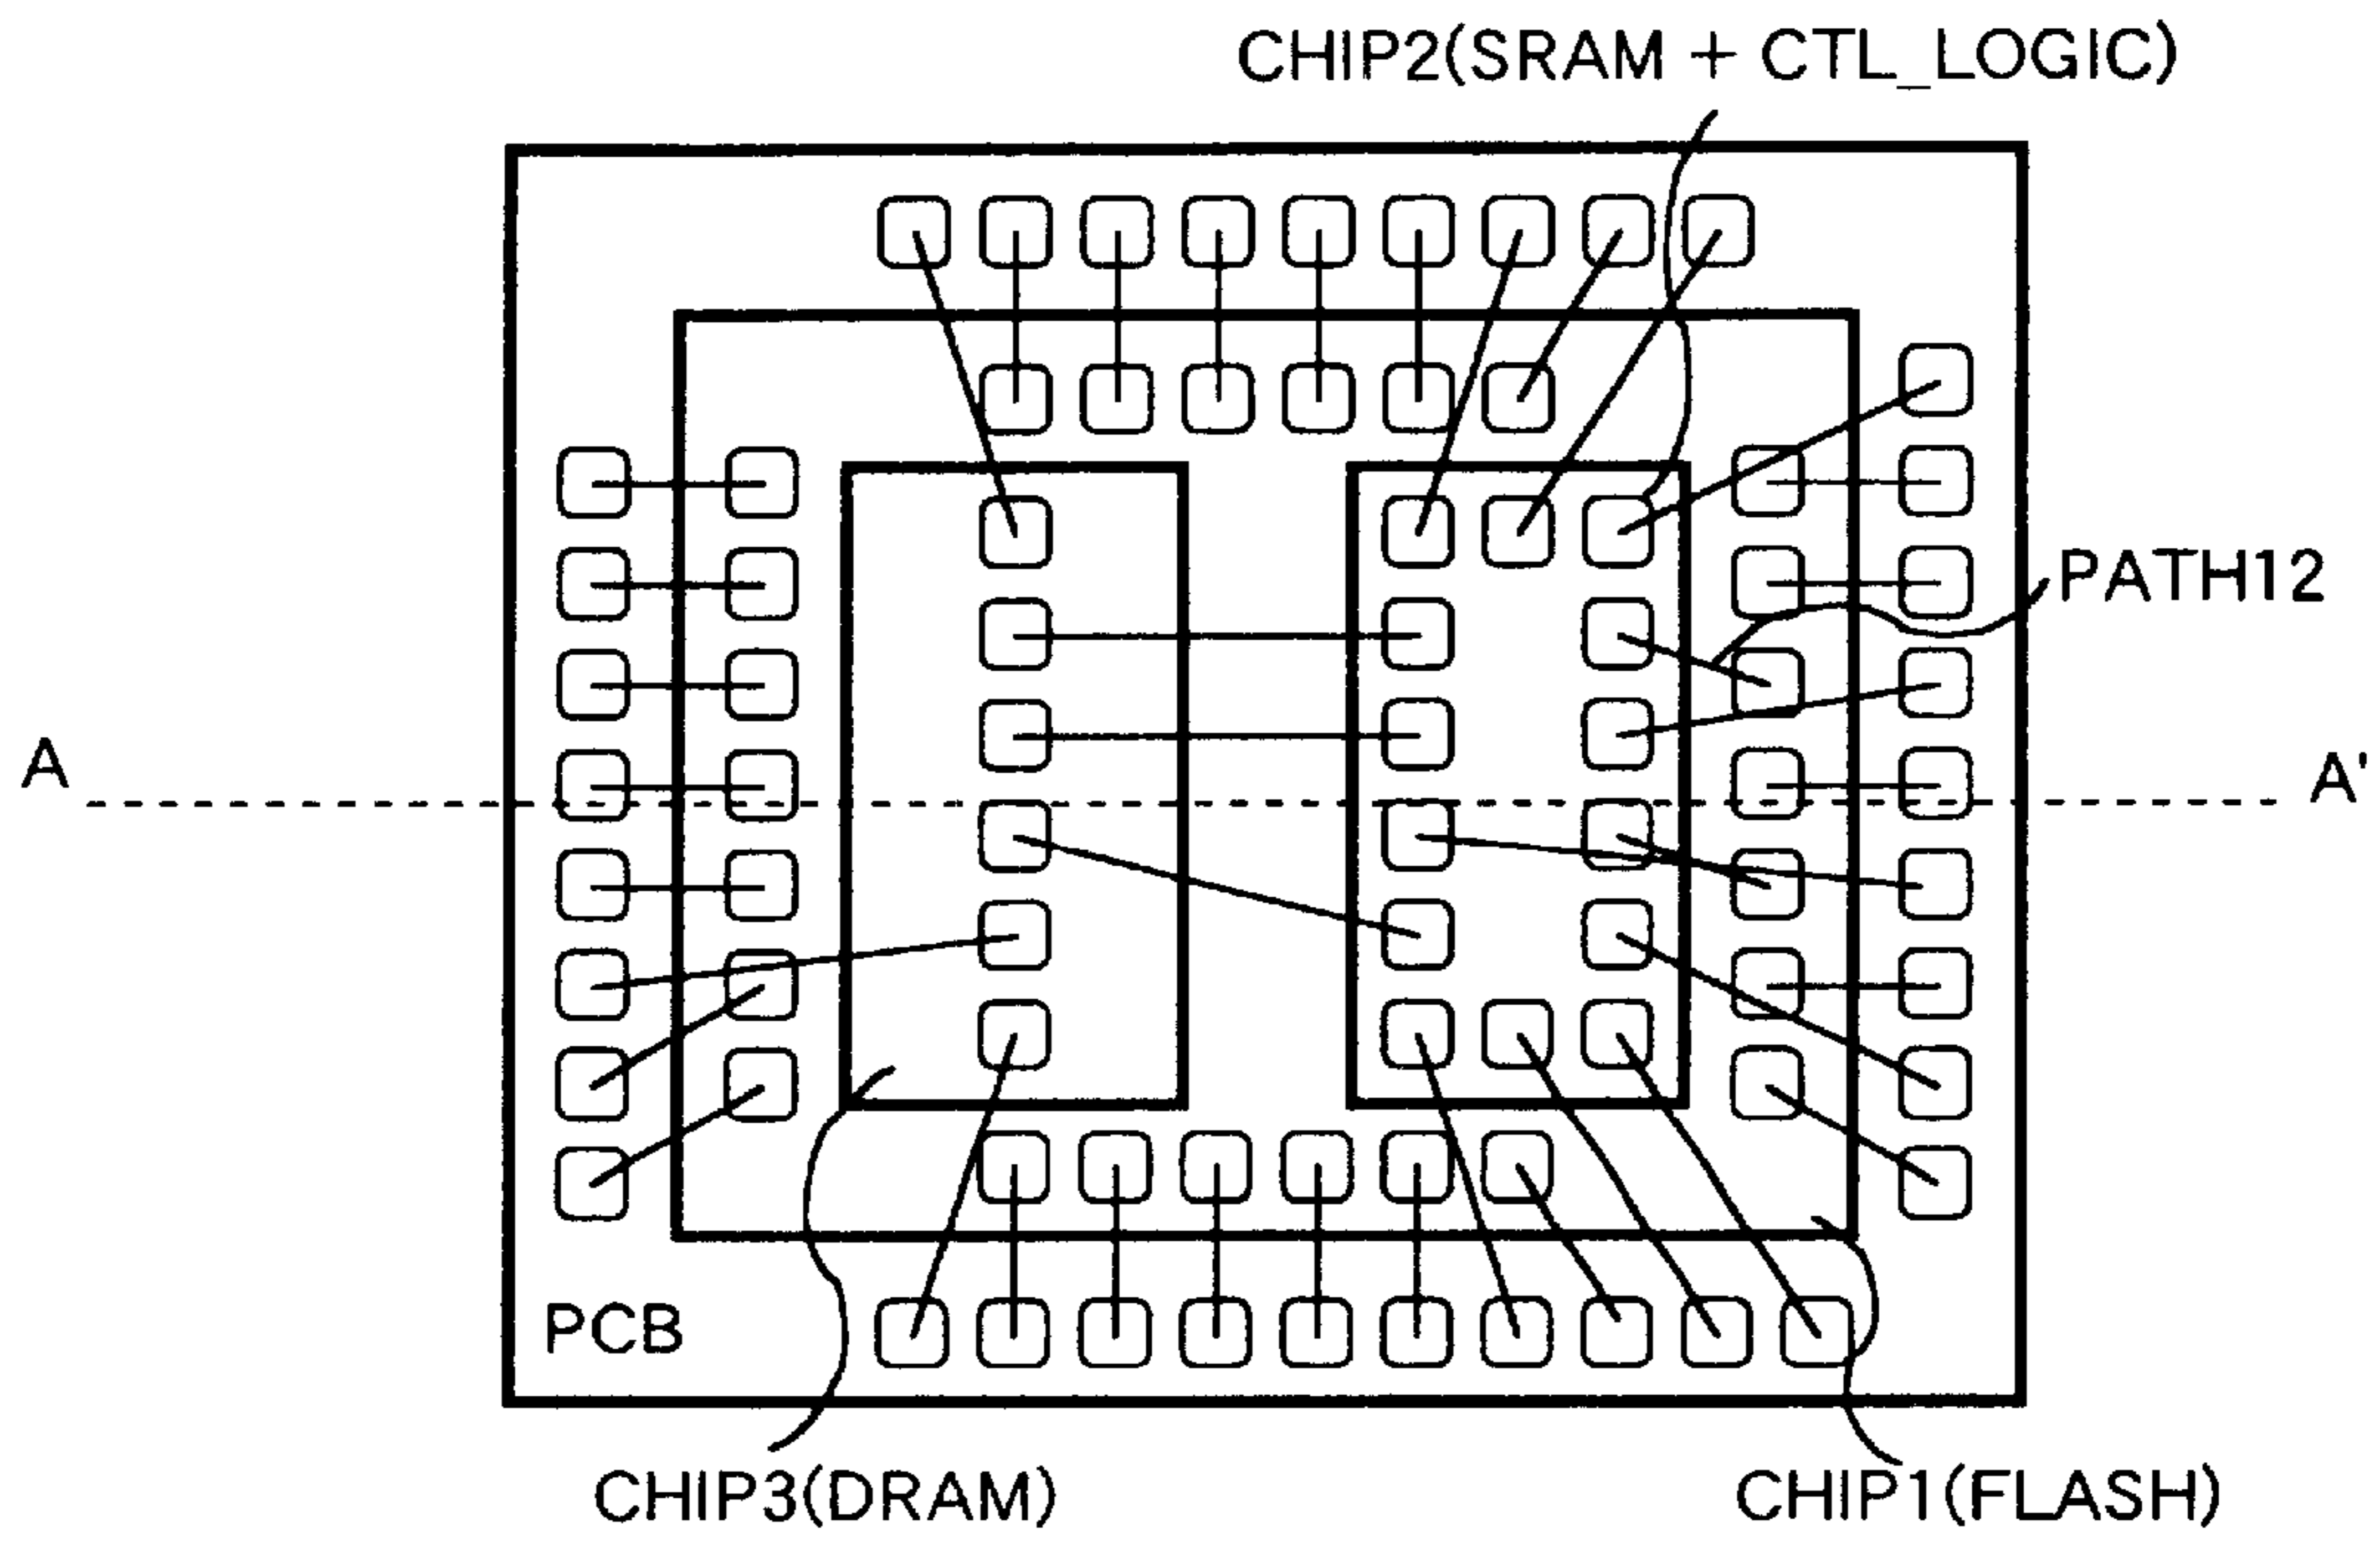 CHIP2(SRAM + CTL_LOGIC)
PATH12
A
A'
PCB
CHIP3(DRAM)
CHIP1(FLASH)